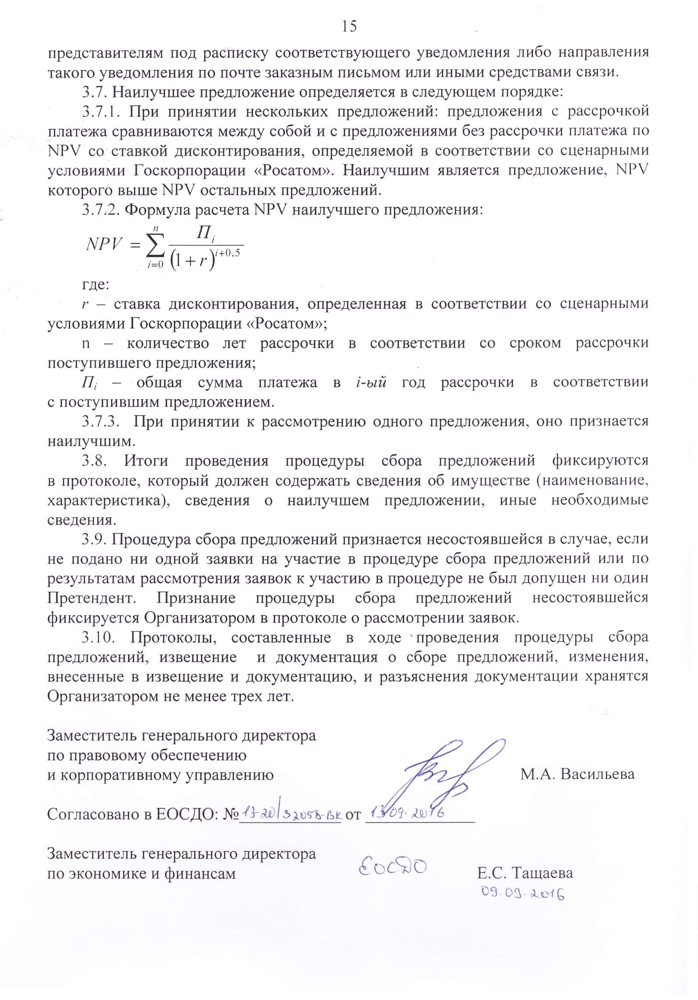 15
представителям под расписку соответствующего уведомления либо направления
такого уведомления по почте заказным письмом или иными средствами связи.
3.7. Наилучшее предложение определяется в следующем порядке:
3.7.1. При принятии нескольких предложений: предложения с рассрочкой
платежа сравниваются между собой и с предложениями без рассрочки платежа по
NPV со ставкой дисконтирования, определяемой в соответствии со сценарными
условиями Госкорпорации «Росатом». Наилучшим является предложение, NPV
которого выше NPV остальных предложений.
3.7.2. Формула расчета NPV наилучшего предложения:
NPV = ∑_{i=0}^{n} П_i / (1 + r)^{i+0,5}
где:
r – ставка дисконтирования, определенная в соответствии со сценарными
условиями Госкорпорации «Росатом»;
n – количество лет рассрочки в соответствии со сроком рассрочки
поступившего предложения;
П_i – общая сумма платежа в i-ый год рассрочки в соответствии
с поступившим предложением.
3.7.3. При принятии к рассмотрению одного предложения, оно признается
наилучшим.
3.8. Итоги проведения процедуры сбора предложений фиксируются
в протоколе, который должен содержать сведения об имуществе (наименование,
характеристика), сведения о наилучшем предложении, иные необходимые
сведения.
3.9. Процедура сбора предложений признается несостоявшейся в случае, если
не подано ни одной заявки на участие в процедуре сбора предложений или по
результатам рассмотрения заявок к участию в процедуре не был допущен ни один
Претендент. Признание процедуры сбора предложений несостоявшейся
фиксируется Организатором в протоколе о рассмотрении заявок.
3.10. Протоколы, составленные в ходе проведения процедуры сбора
предложений, извещение и документация о сборе предложений, изменения,
внесенные в извещение и документацию, и разъяснения документации хранятся
Организатором не менее трех лет.
Заместитель генерального директора
по правовому обеспечению
и корпоративному управлению М.А. Васильева
Согласовано в ЕОСДО: № 13-20/32058-ВК от 13.09.2016
Заместитель генерального директора
по экономике и финансам ЕОСДО Е.С. Тащаева
09.09.2016